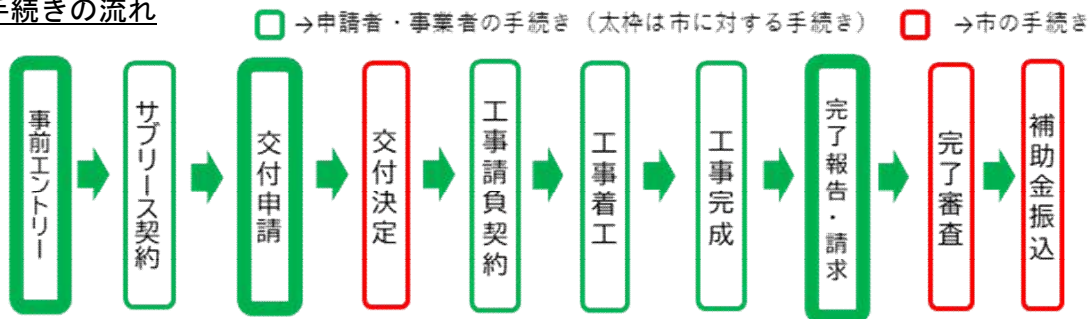 手続きの流れ
→申請者・事業者の手続き（太枠は市に対する手続き）
→市の手続き
事前エントリー
サブリース契約
交付申請
交付決定
工事請負契約
工事着工
工事完成
完了報告・請求
完了審査
補助金振込